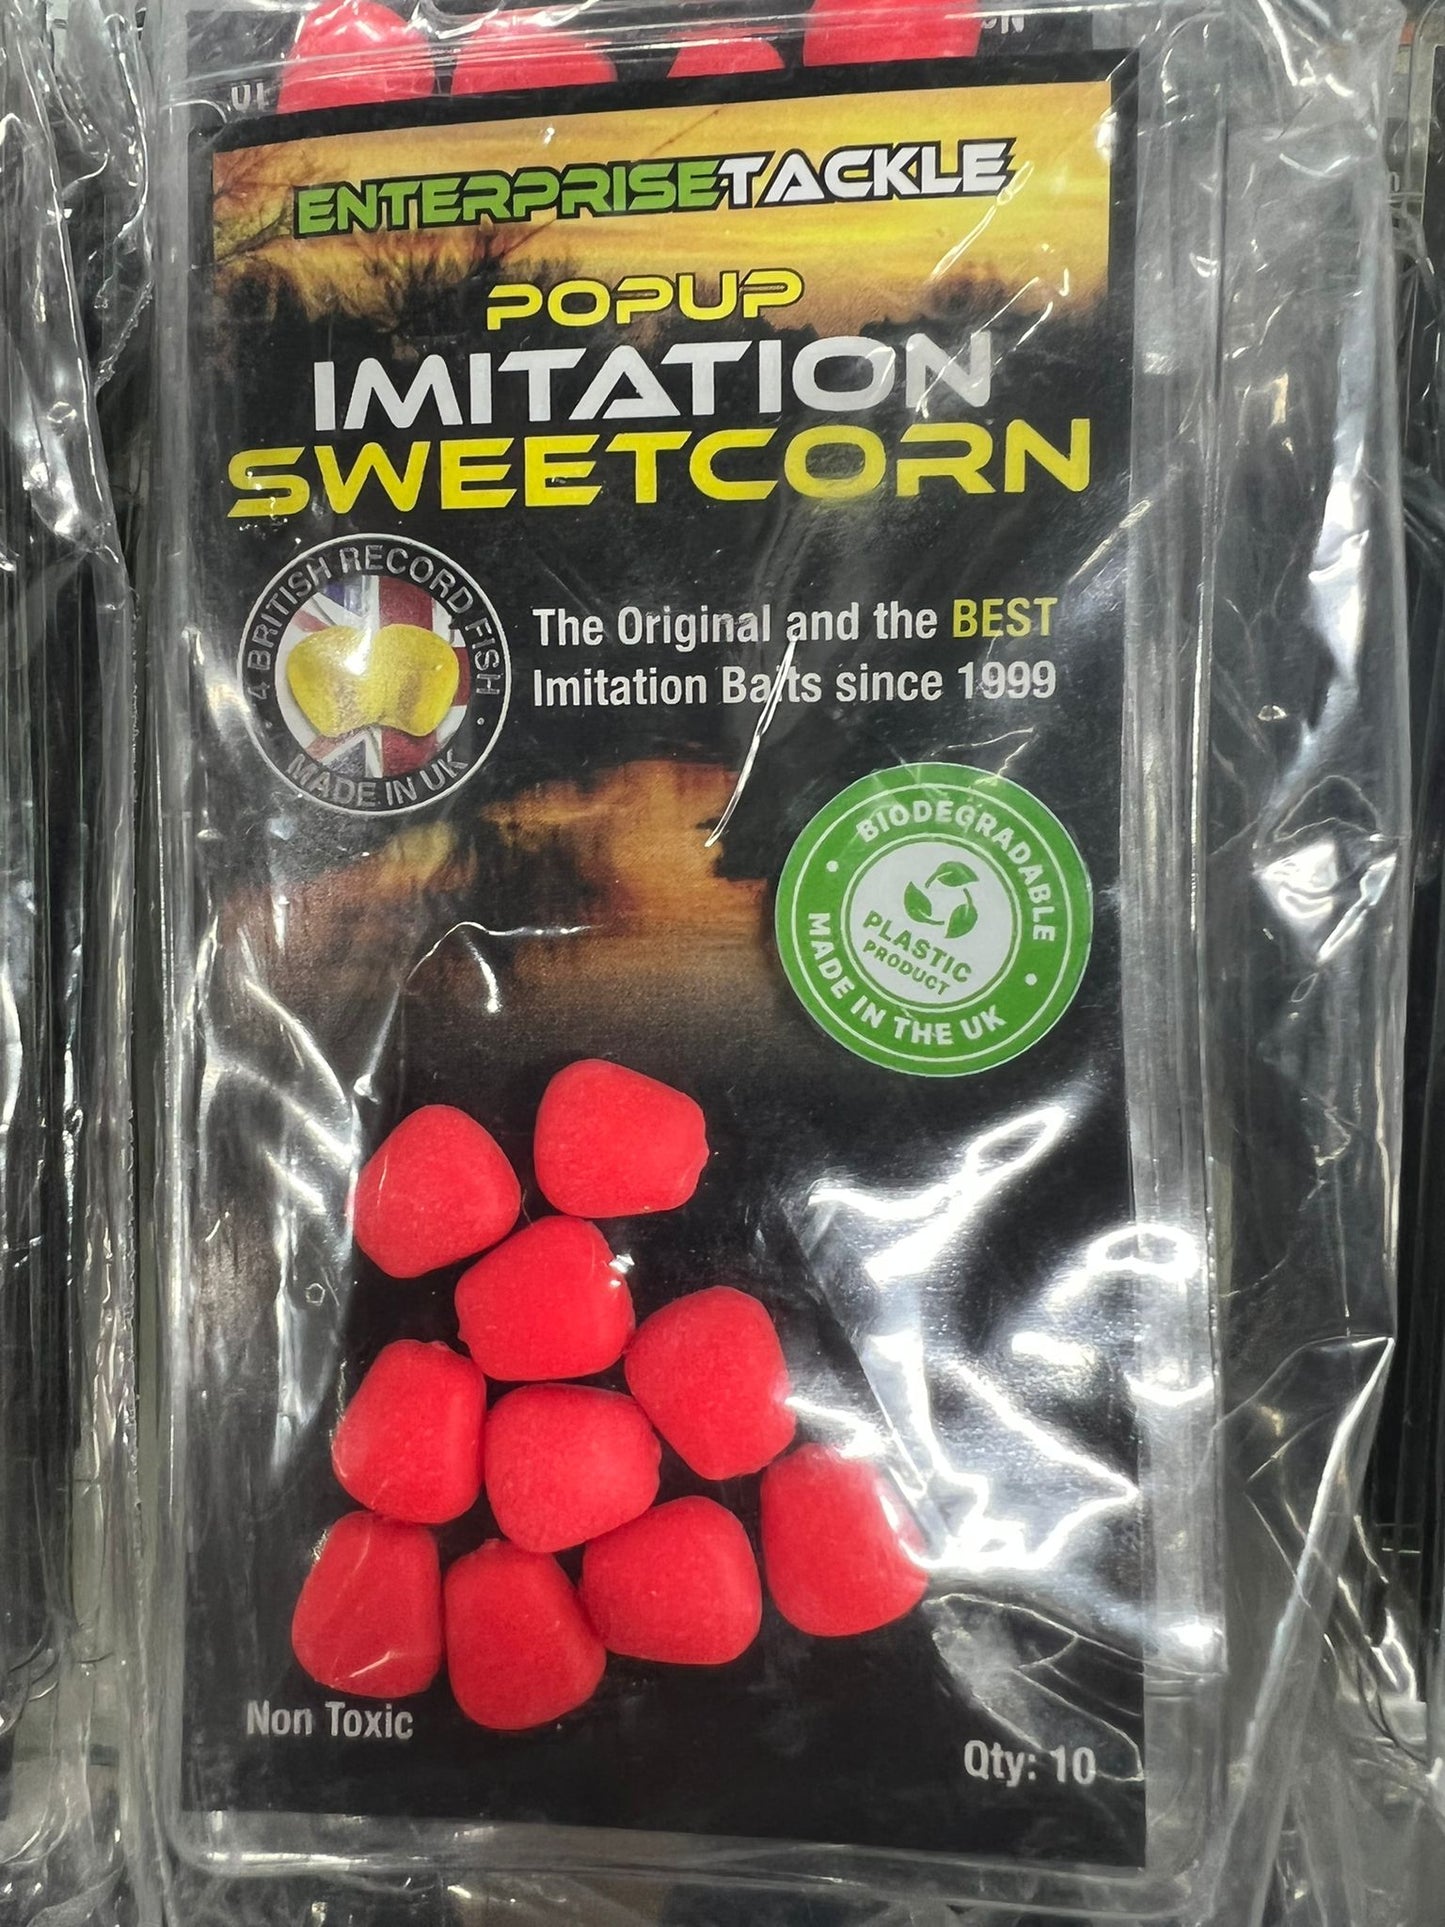 ENTERPRISETACKLE
POPUP
IMITATION
SWEETCORN
4 BRITISH RECORD FISH
MADE IN UK
The Original and the BEST
Imitation Baits since 1999
BIODEGRADABLE
PLASTIC
PRODUCT
MADE IN THE UK
Non Toxic
Qty: 10